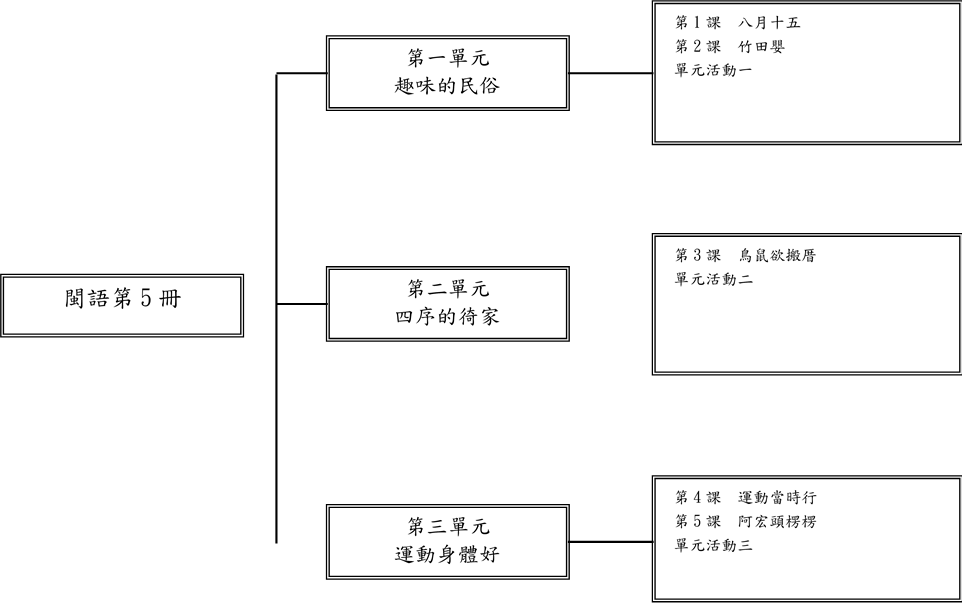 閩語第5冊
第一單元
趣味的民俗
第1課　八月十五
第2課　竹田嬰
單元活動一
第二單元
四序的徛家
第3課　鳥鼠欲搬厝
單元活動二
第三單元
運動身體好
第4課　運動當時行
第5課　阿宏頭楞楞
單元活動三